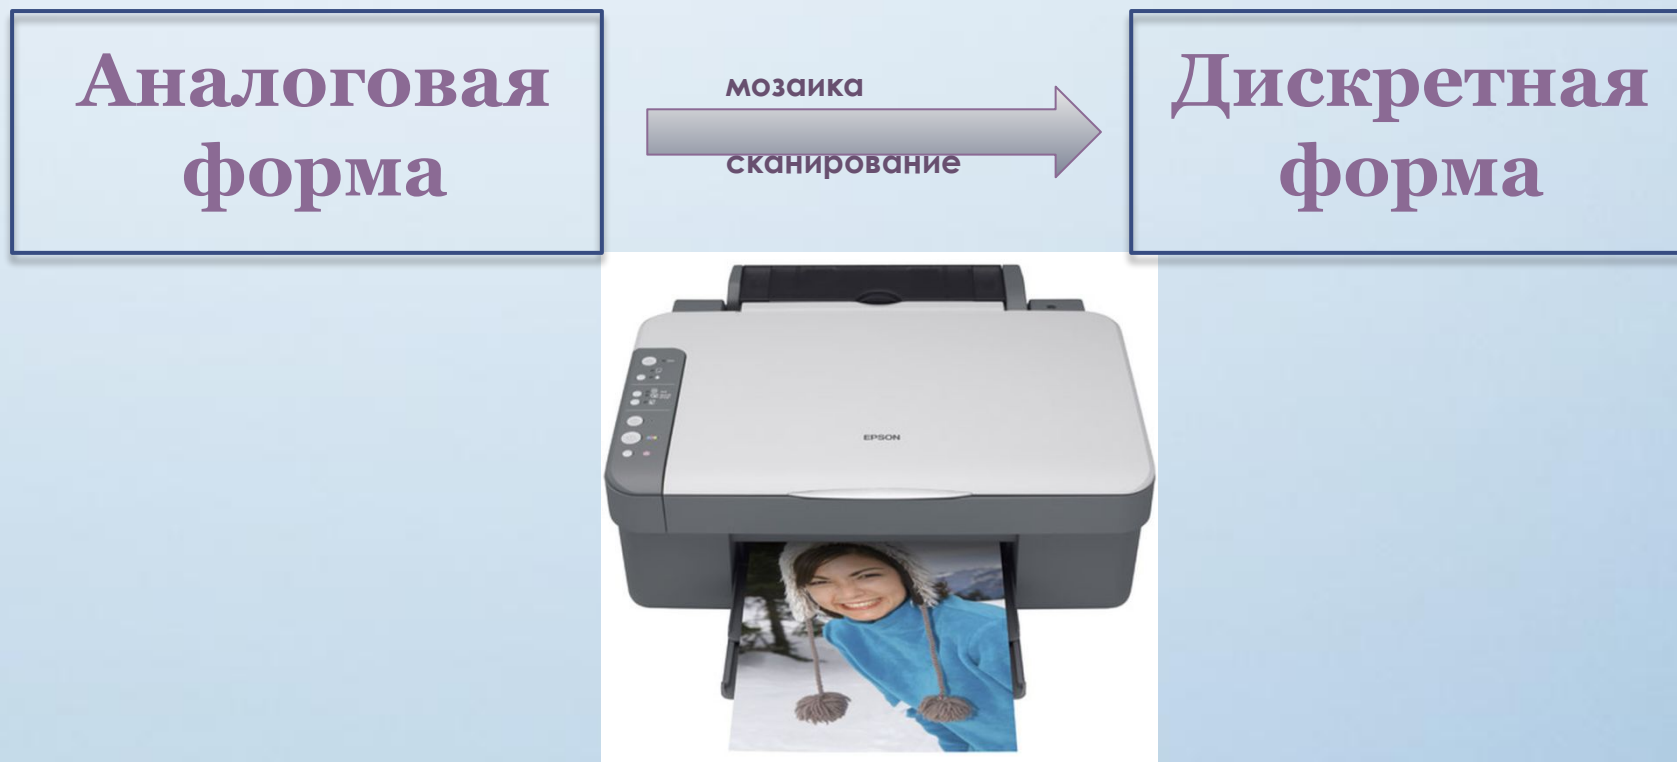 Аналоговая
форма
мозаика
сканирование
Дискретная
форма
EPSON